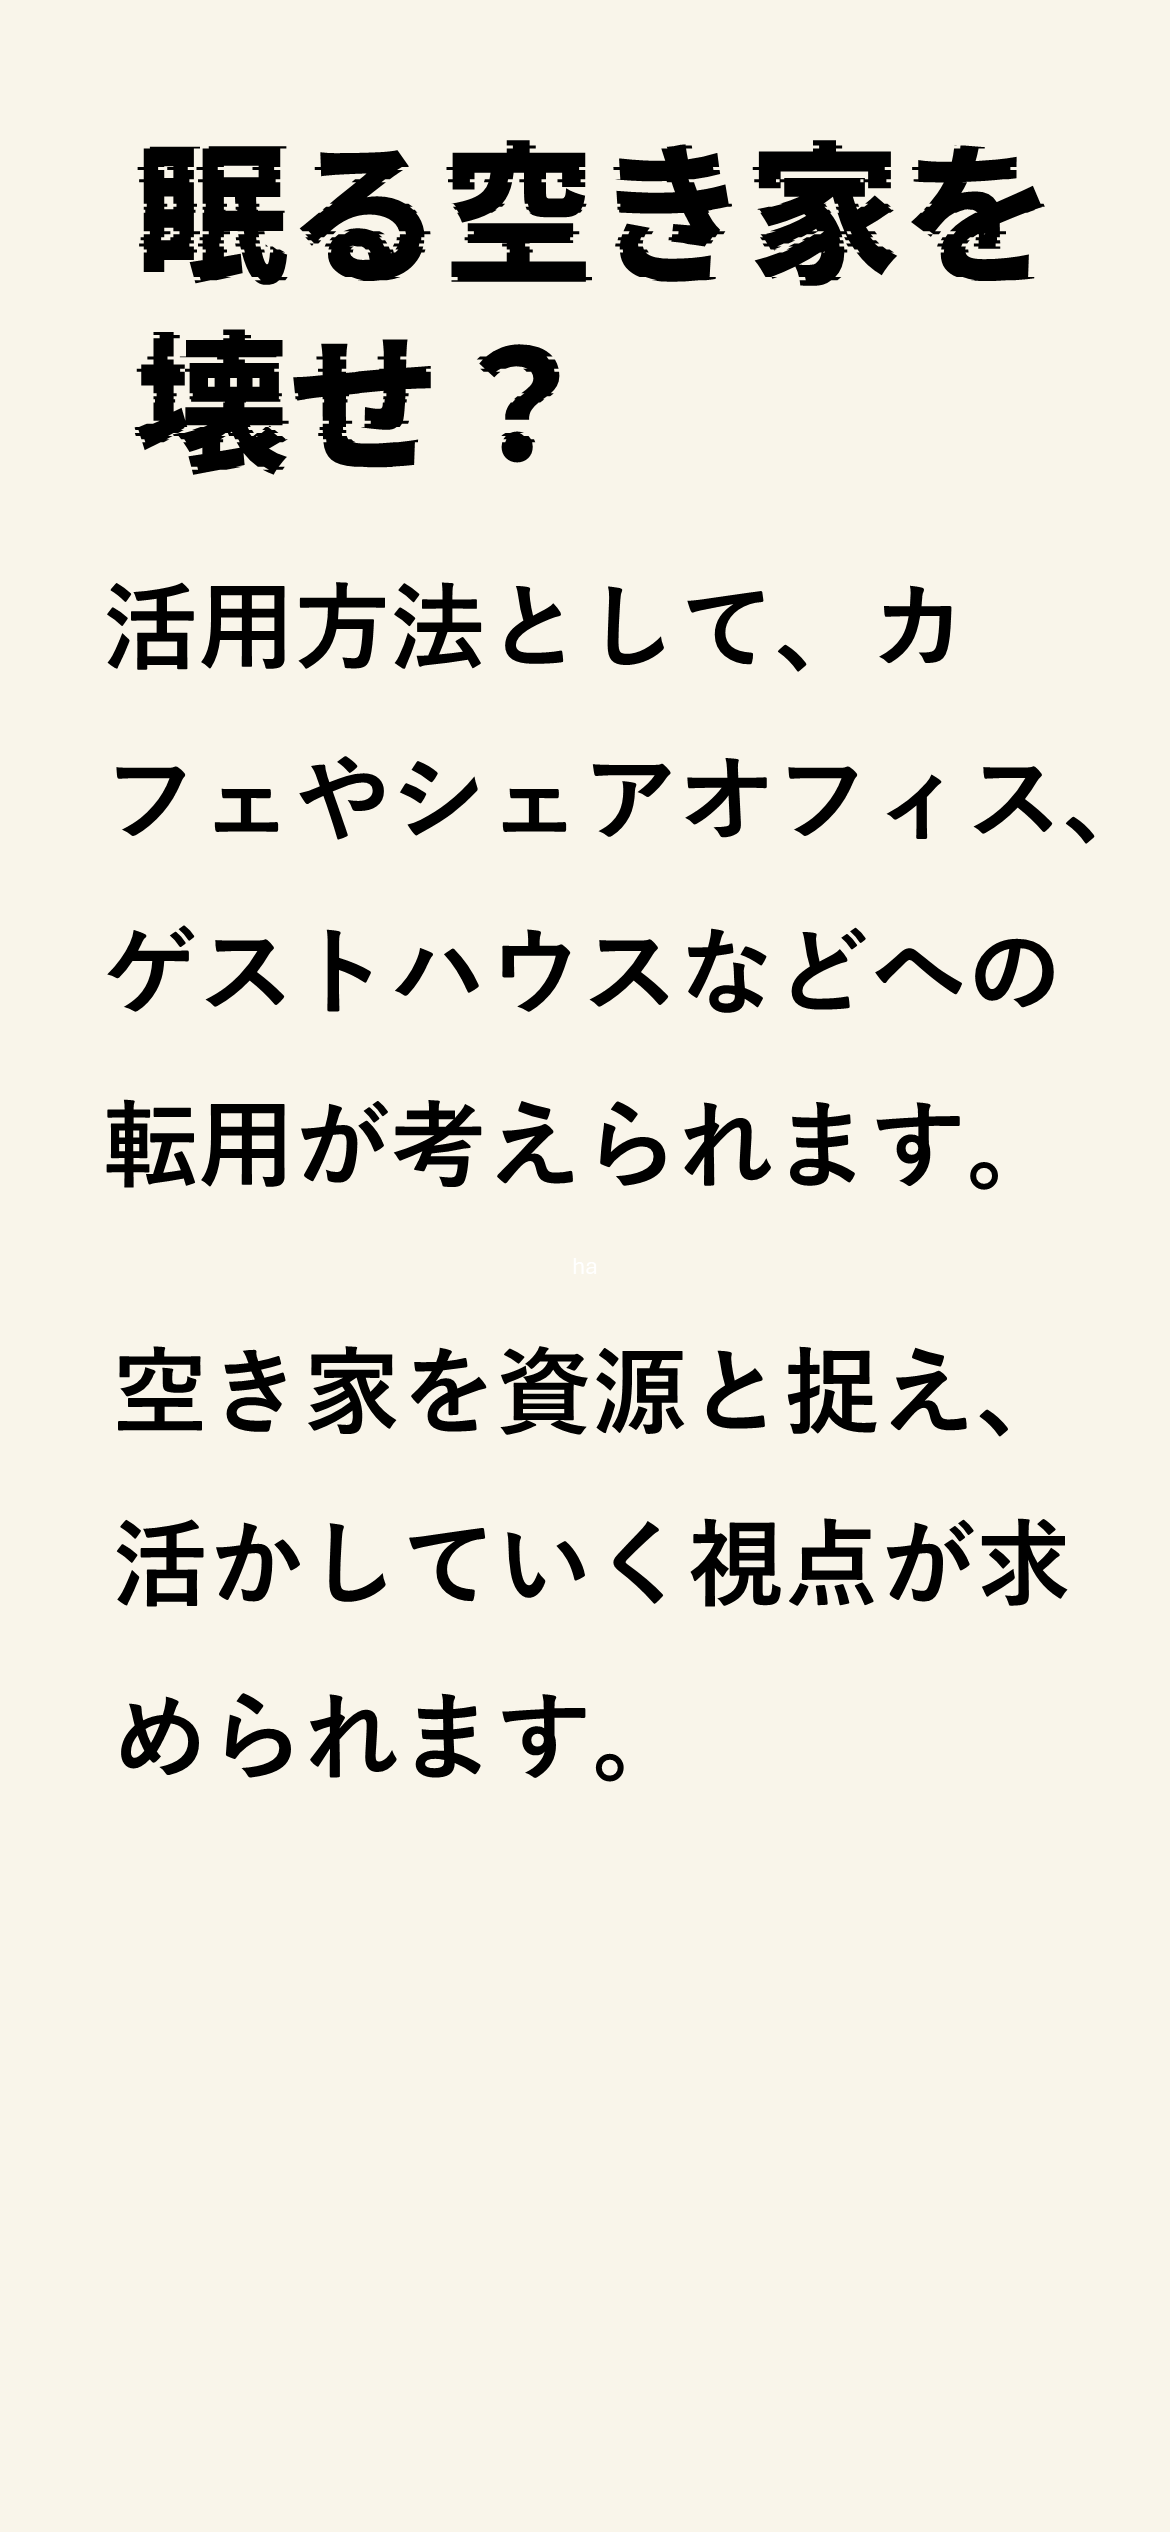 眠る空き家を
壊せ？
活用方法として、カ
フェやシェアオフィス、
ゲストハウスなどへの
転用が考えられます。
ha
空き家を資源と捉え、
活かしていく視点が求
められます。